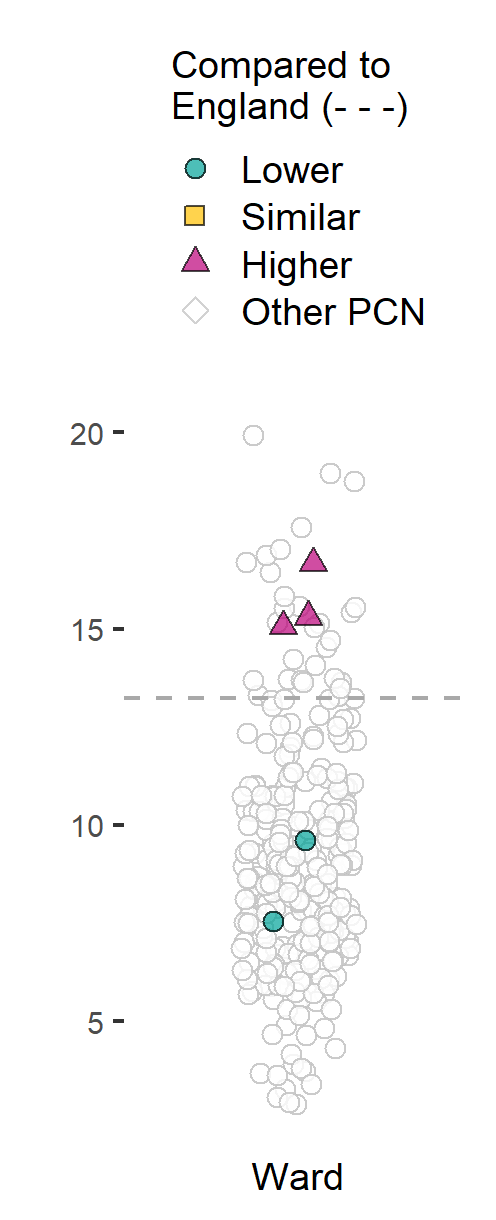 Compared to
England (- - -)
Lower
Similar
Higher
Other PCN
20
15
10
5
Ward